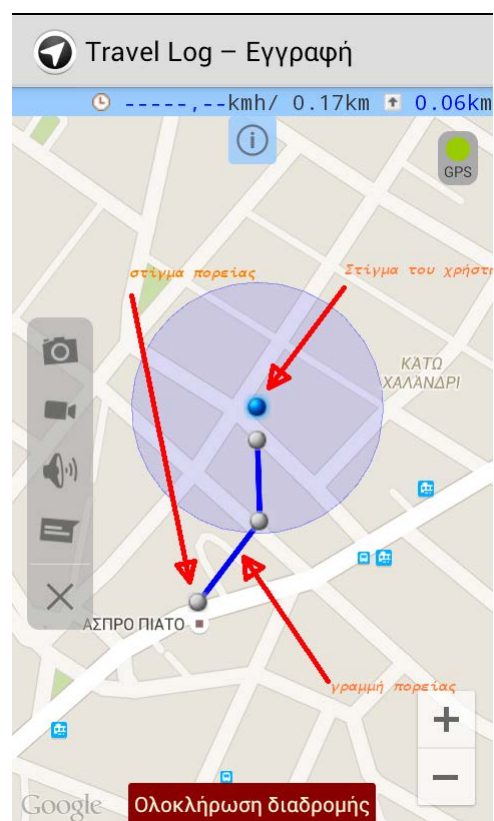 Travel Log – Εγγραφή
-----,--kmh/ 0.17km 0.06km
GPS
στίγμα πορείας
Στίγμα του χρήστη
ΚΑΤΩ
ΧΑΛΑΝΔΡΙ
ΑΣΠΡΟ ΠΙΑΤΟ
γραμμή πορείας
+
−
Google
Ολοκλήρωση διαδρομής